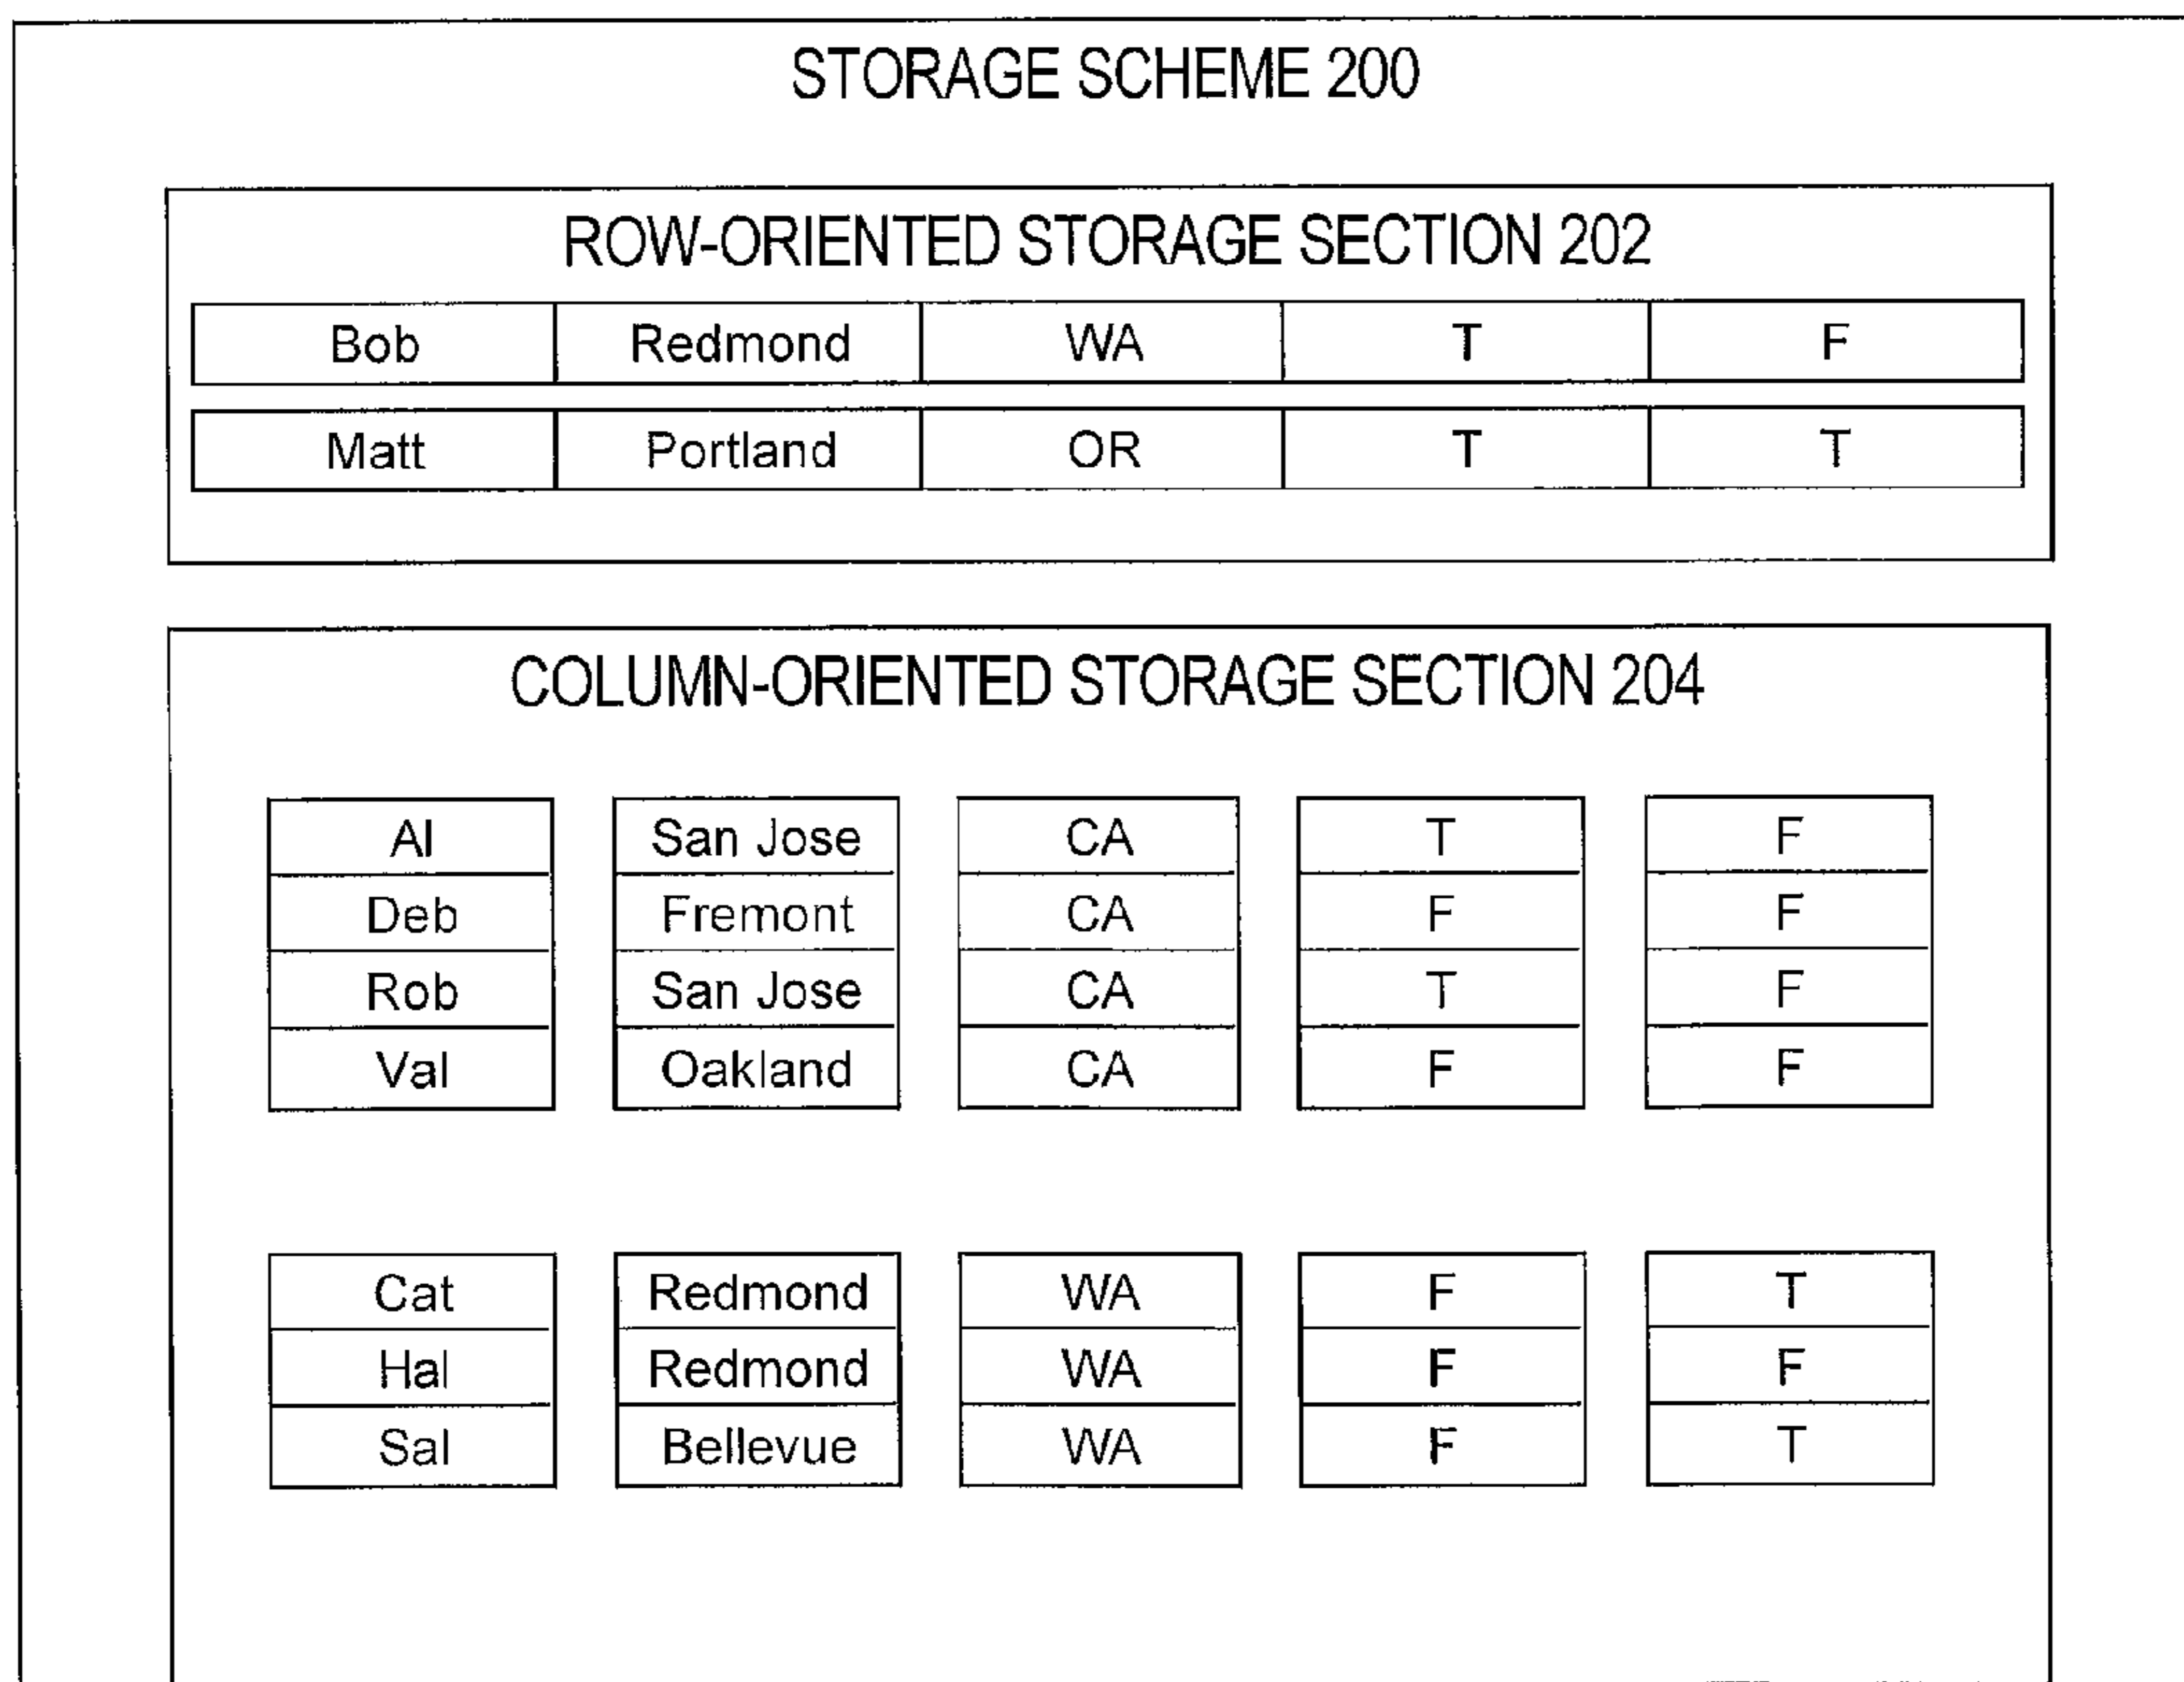 STORAGE SCHEME 200
ROW-ORIENTED STORAGE SECTION 202
Bob Redmond WA T F
Matt Portland OR T T
COLUMN-ORIENTED STORAGE SECTION 204
Al San Jose CA T F
Deb Fremont CA F F
Rob San Jose CA T F
Val Oakland CA F F
Cat Redmond WA F T
Hal Redmond WA F F
Sal Bellevue WA F T